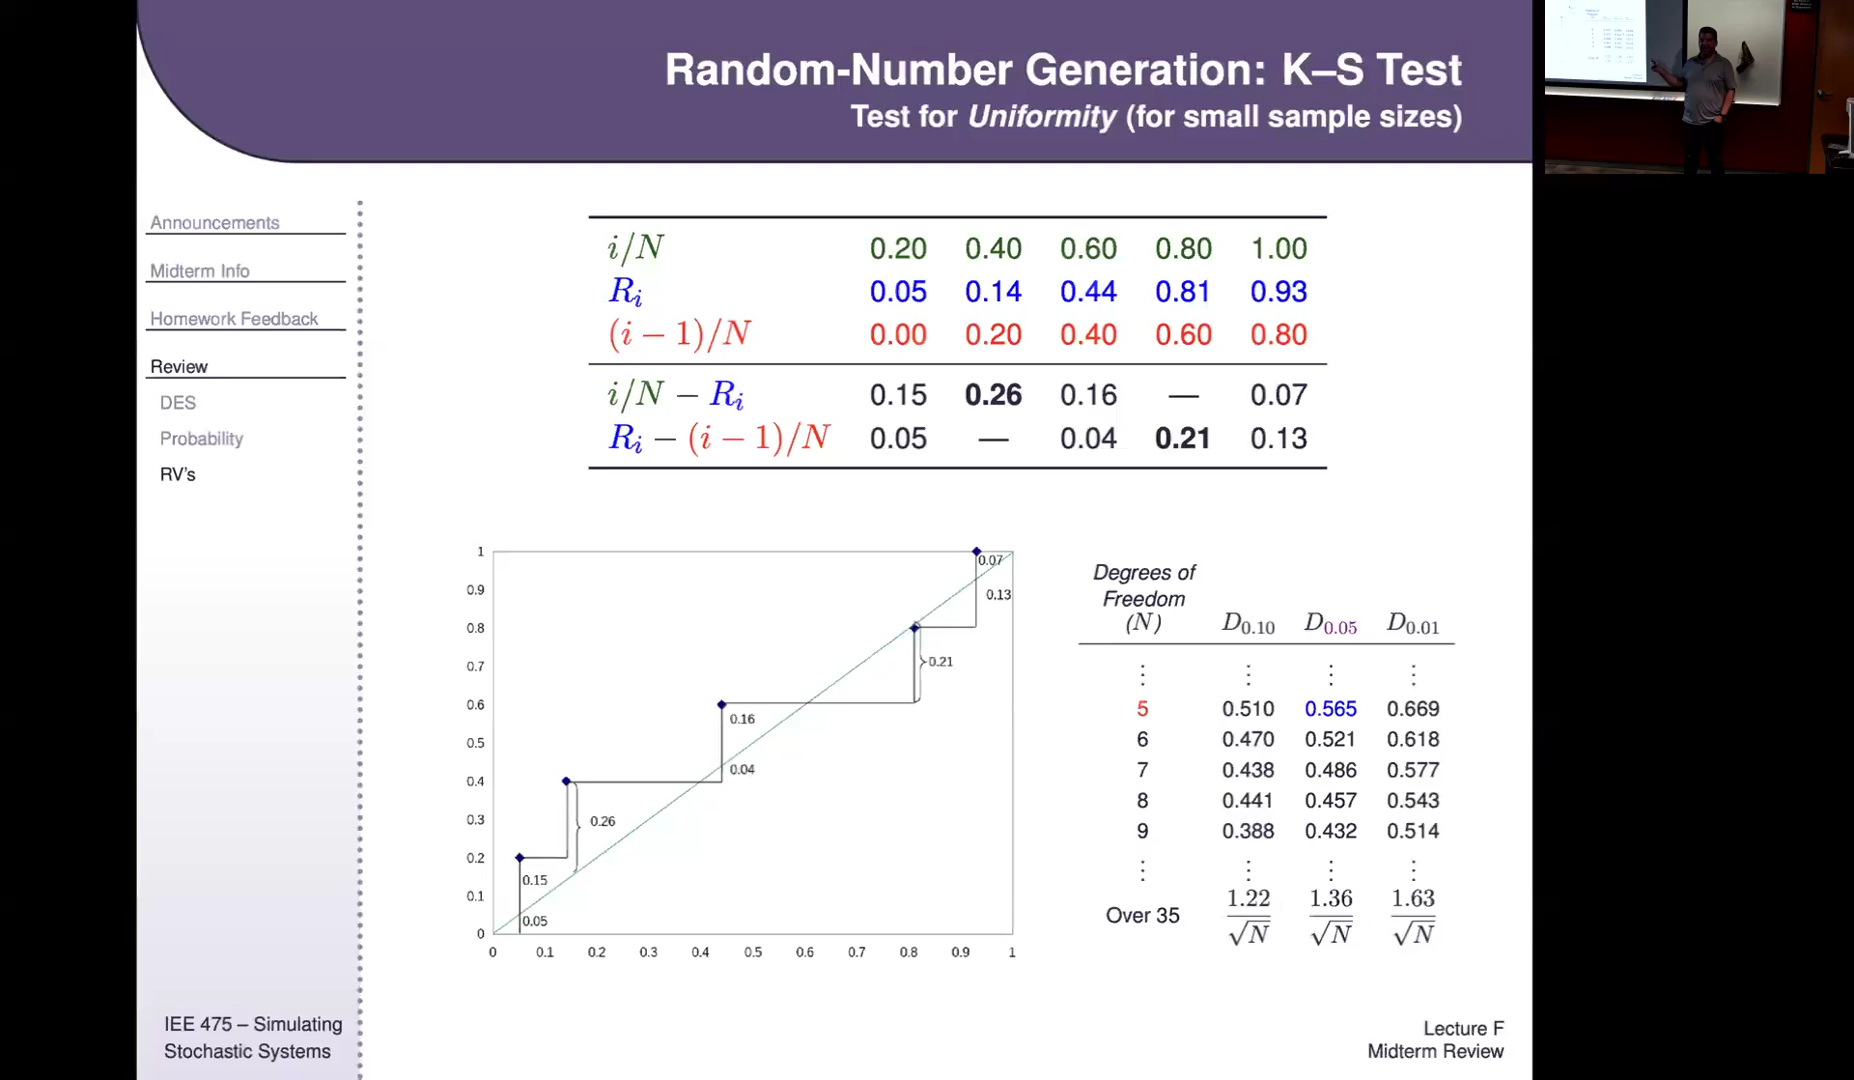 Random-Number Generation: K–S Test
Test for Uniformity (for small sample sizes)
Announcements
Midterm Info
Homework Feedback
Review
DES
Probability
RV's
i/N 0.20 0.40 0.60 0.80 1.00
R_i 0.05 0.14 0.44 0.81 0.93
(i − 1)/N 0.00 0.20 0.40 0.60 0.80
i/N − R_i 0.15 0.26 0.16 — 0.07
R_i − (i − 1)/N 0.05 — 0.04 0.21 0.13
1
0.9
0.8
0.7
0.6
0.5
0.4
0.3
0.2
0.1
0
0 0.1 0.2 0.3 0.4 0.5 0.6 0.7 0.8 0.9 1
0.07
0.13
0.21
0.16
0.04
0.26
0.15
0.05
Degrees of
Freedom
(N) D_0.10 D_0.05 D_0.01
⋮ ⋮ ⋮ ⋮
5 0.510 0.565 0.669
6 0.470 0.521 0.618
7 0.438 0.486 0.577
8 0.441 0.457 0.543
9 0.388 0.432 0.514
⋮ ⋮ ⋮ ⋮
Over 35 1.22/√N 1.36/√N 1.63/√N
IEE 475 – Simulating
Stochastic Systems
Lecture F
Midterm Review